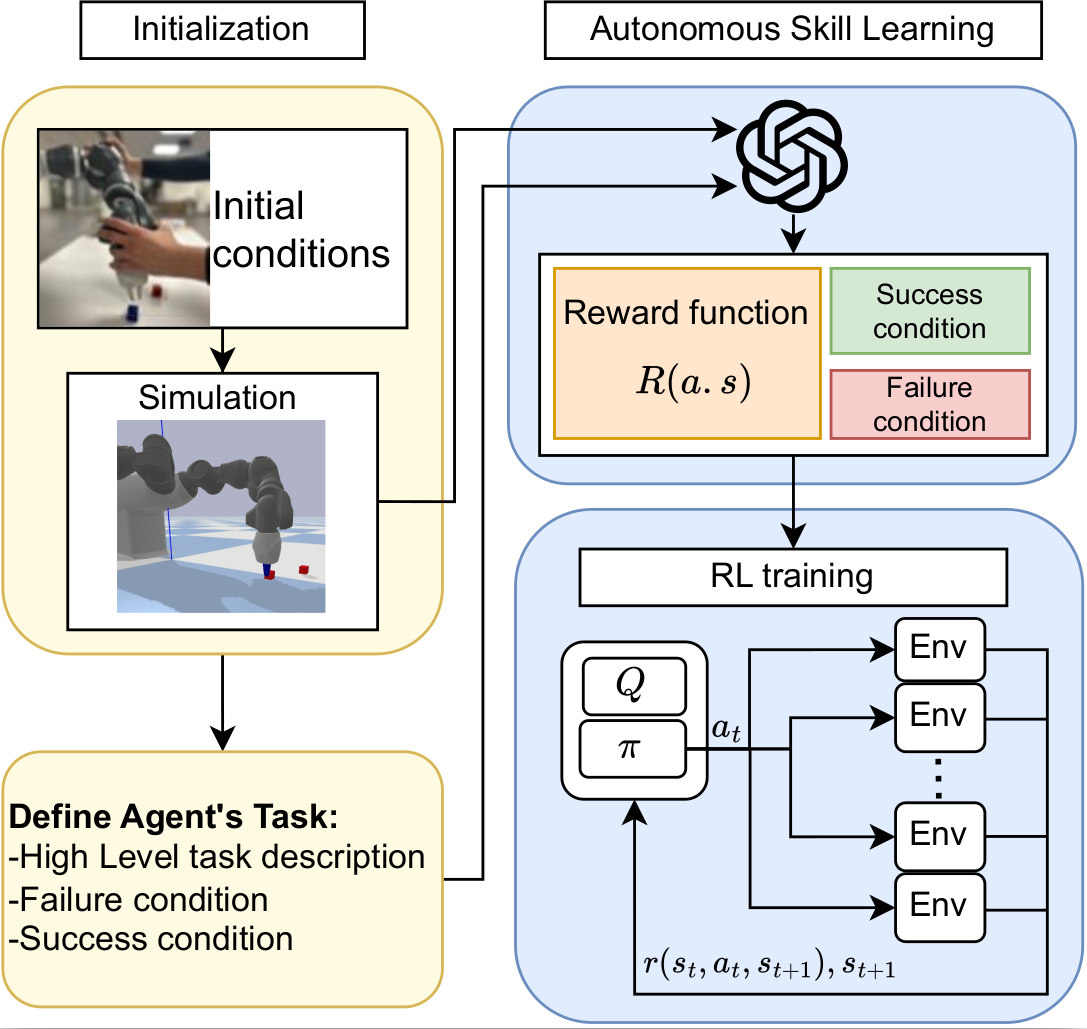 Initialization
Autonomous Skill Learning
Initial
conditions
Simulation
Define Agent's Task:
-High Level task description
-Failure condition
-Success condition
Reward function
R(a.s)
Success
condition
Failure
condition
RL training
Q
π
a_t
Env
Env
Env
Env
r(s_t, a_t, s_{t+1}), s_{t+1}